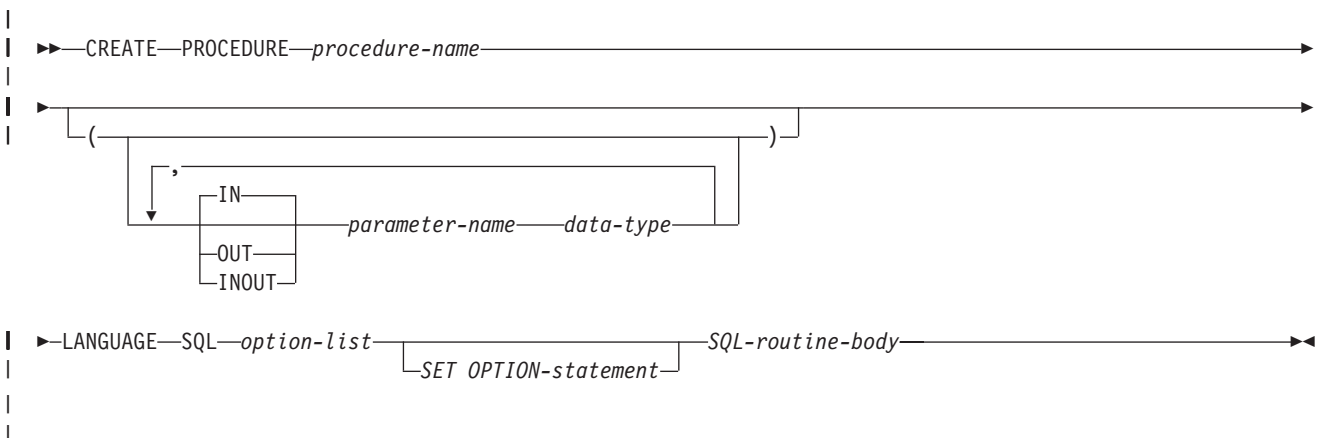 CREATE PROCEDURE procedure-name
( )
,
IN
parameter-name data-type
OUT
INOUT
LANGUAGE SQL option-list SQL-routine-body
SET OPTION-statement